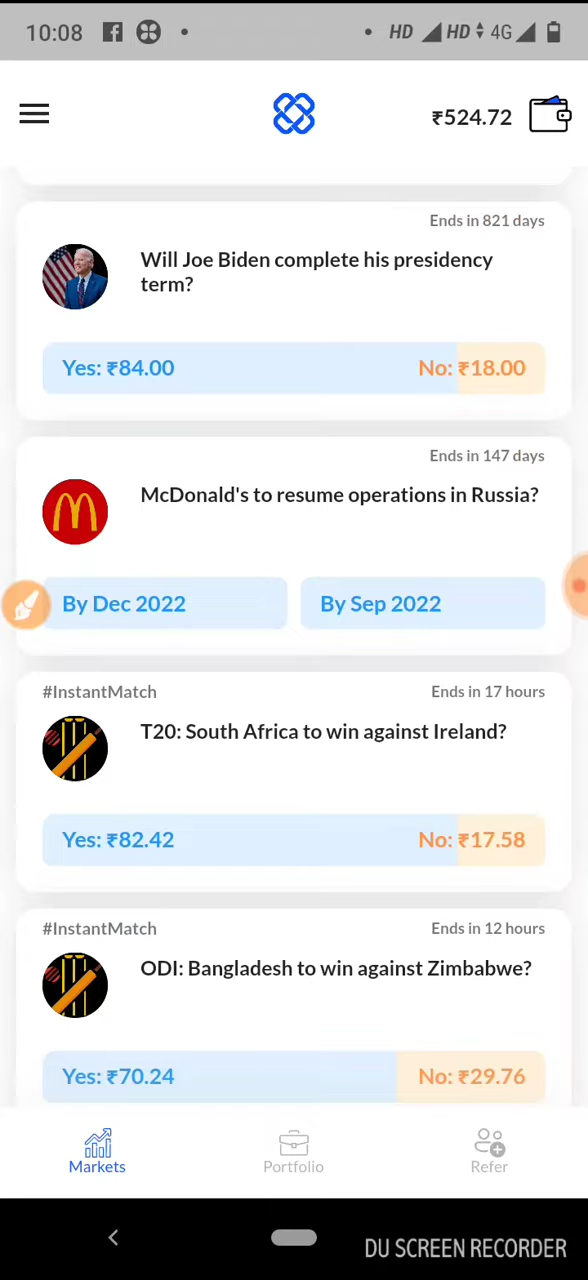 10:08 HD HD 4G
₹524.72
Ends in 821 days
Will Joe Biden complete his presidency
term?
Yes: ₹84.00 No: ₹18.00
Ends in 147 days
McDonald's to resume operations in Russia?
By Dec 2022 By Sep 2022
#InstantMatch Ends in 17 hours
T20: South Africa to win against Ireland?
Yes: ₹82.42 No: ₹17.58
#InstantMatch Ends in 12 hours
ODI: Bangladesh to win against Zimbabwe?
Yes: ₹70.24 No: ₹29.76
Markets Portfolio Refer
DU SCREEN RECORDER